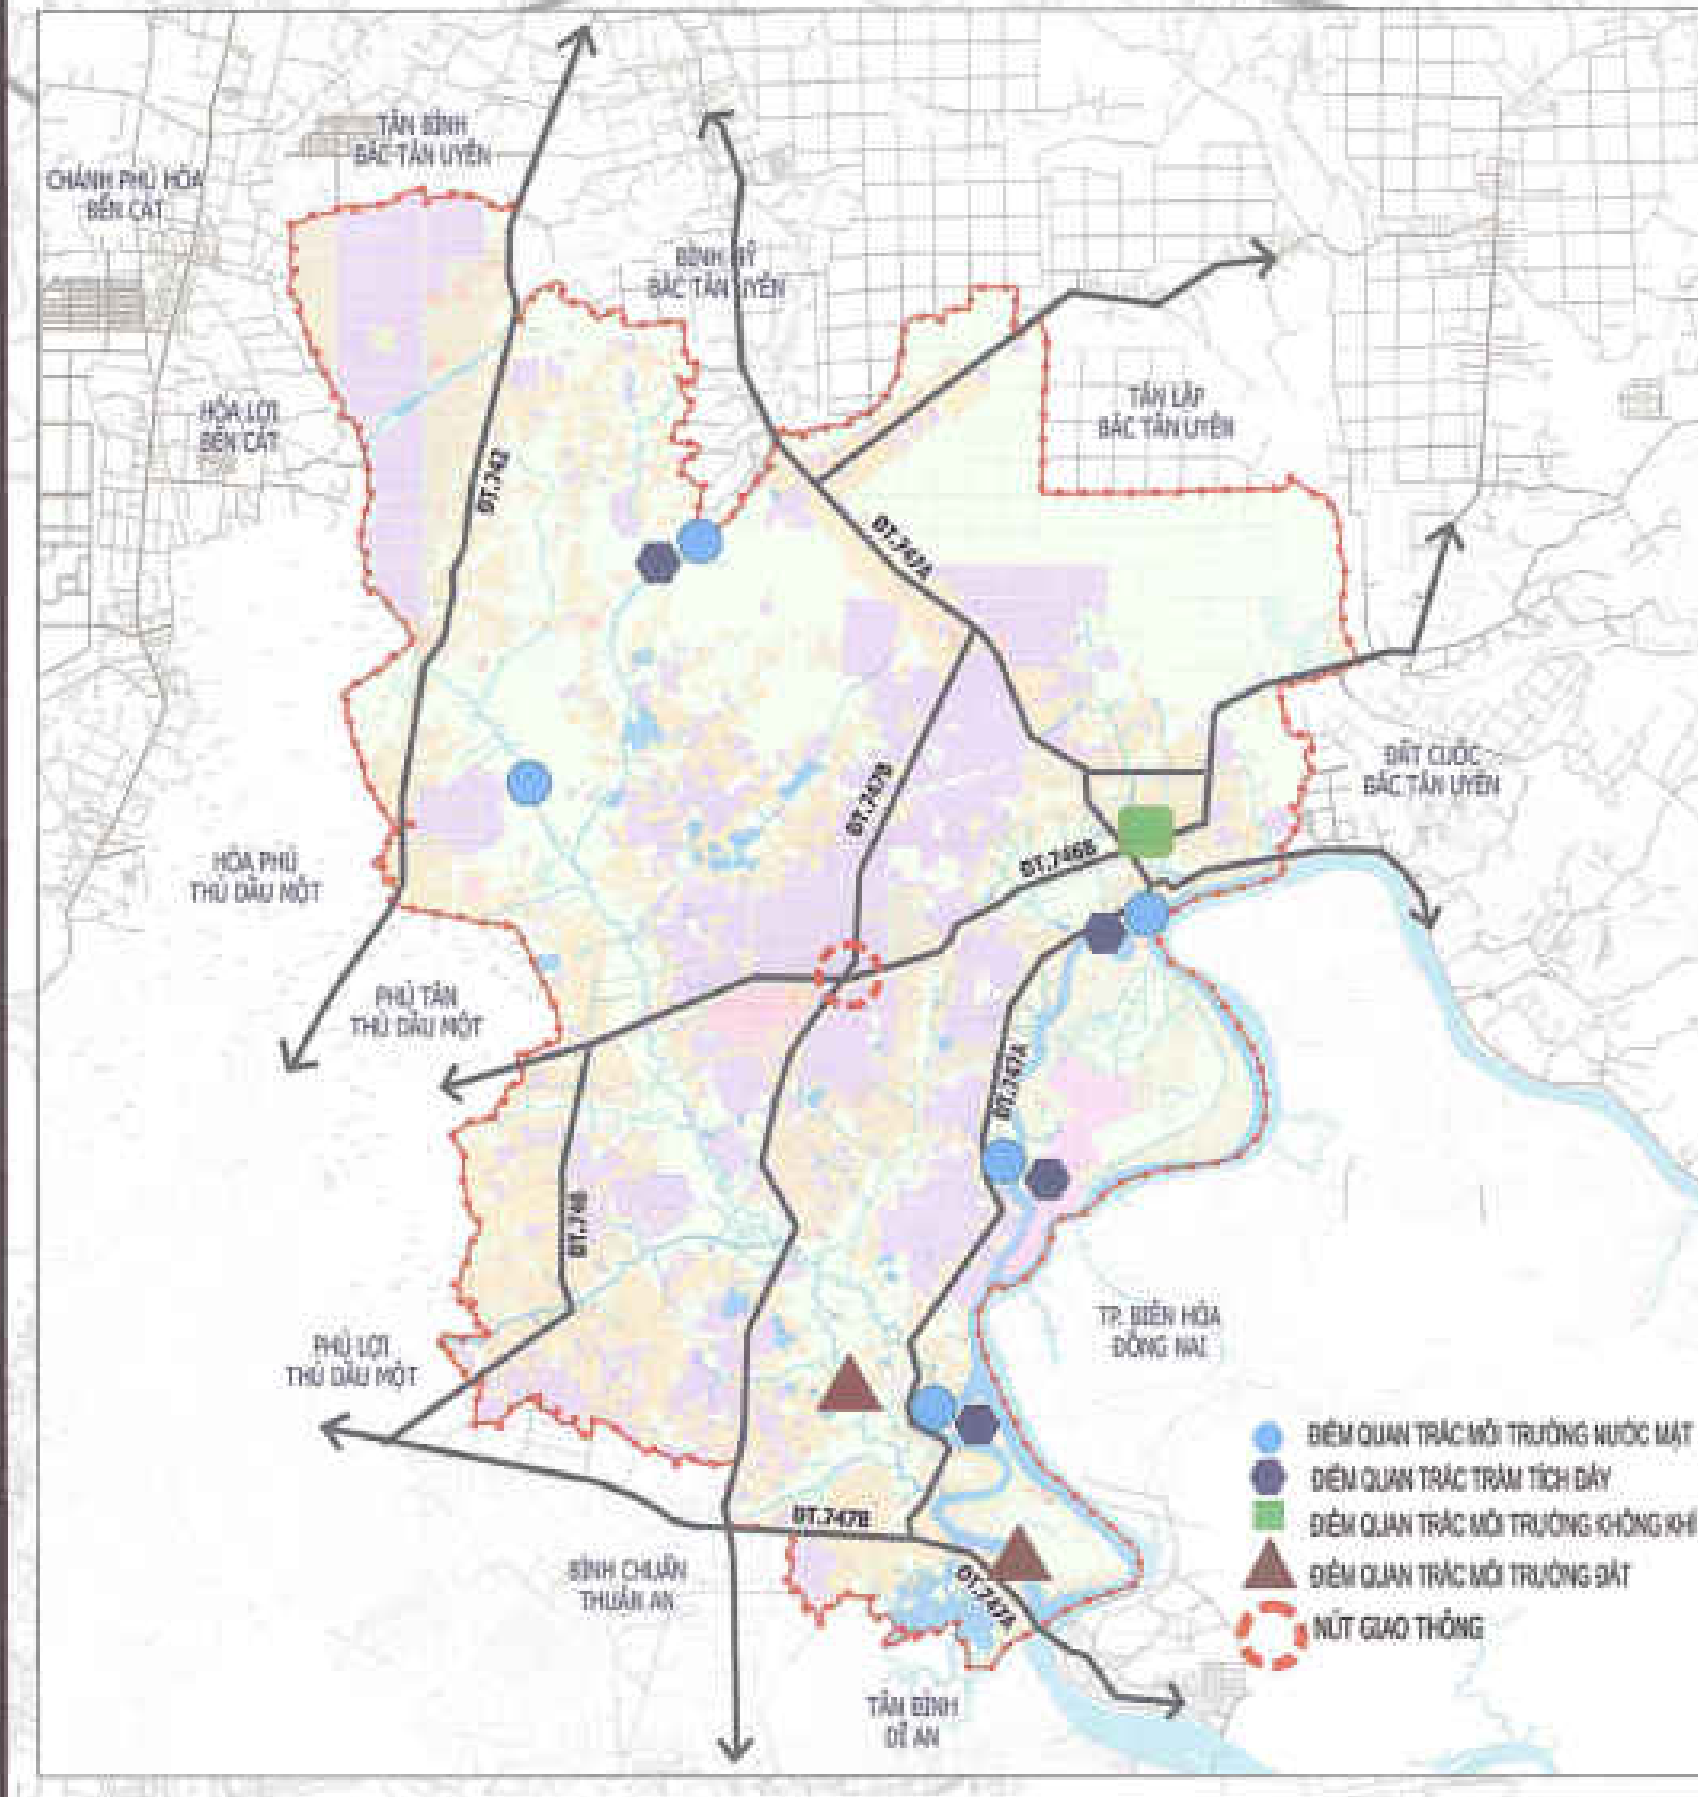 TÂN BÌNH
BẮC TÂN UYÊN
CHÁNH PHÚ HÒA
BẾN CÁT
BÌNH MỸ
BẮC TÂN UYÊN
HÒA LỢI
BẾN CÁT
TÂN LẬP
BẮC TÂN UYÊN
ĐT.742
ĐT.747A
ĐẤT CUỐC
BẮC TÂN UYÊN
ĐT.747B
ĐT.746B
HÒA PHÚ
THỦ DẦU MỘT
PHÚ TÂN
THỦ DẦU MỘT
ĐT.747A
ĐT.746
TP. BIÊN HÒA
ĐỒNG NAI
PHÚ LỢI
THỦ DẦU MỘT
ĐT.747B
ĐT.747A
BÌNH CHUẨN
THUẬN AN
TÂN BÌNH
DĨ AN
ĐIỂM QUAN TRẮC MÔI TRƯỜNG NƯỚC MẶT
ĐIỂM QUAN TRẮC TRẦM TÍCH ĐÁY
ĐIỂM QUAN TRẮC MÔI TRƯỜNG KHÔNG KHÍ
ĐIỂM QUAN TRẮC MÔI TRƯỜNG ĐẤT
NÚT GIAO THÔNG